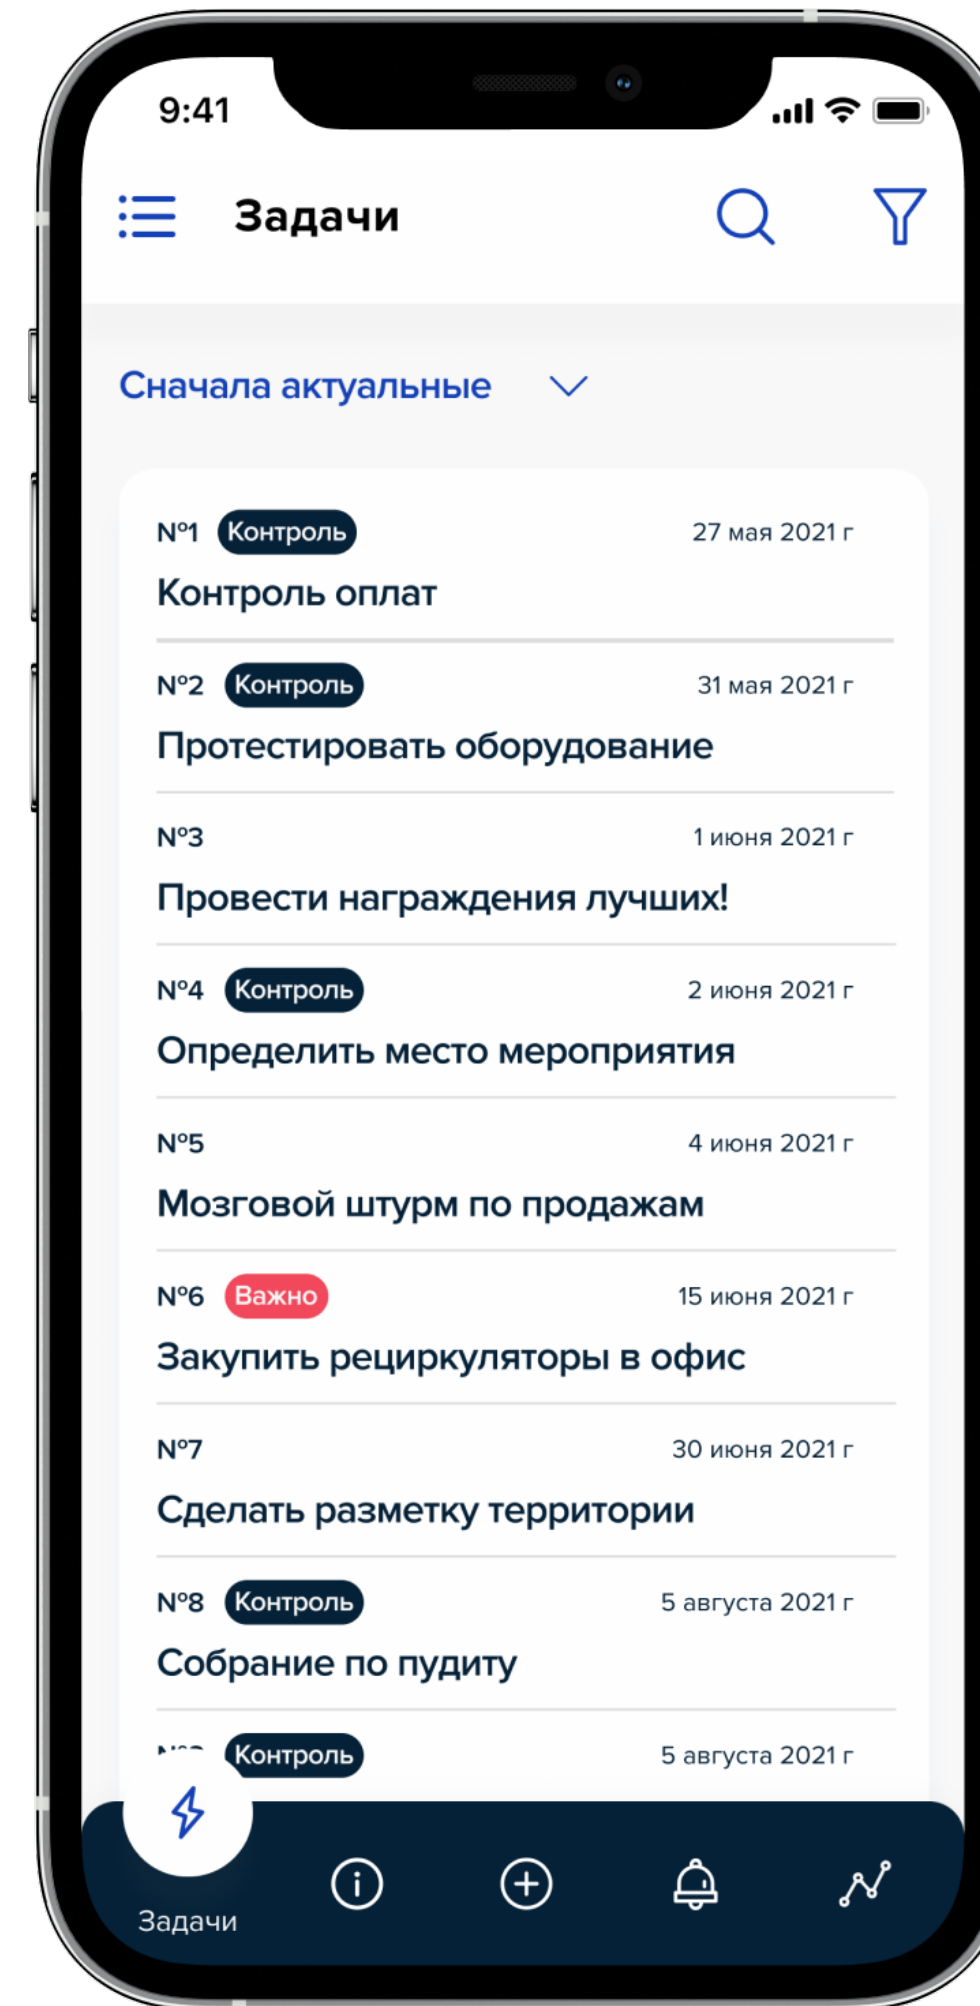 9:41
Задачи
Сначала актуальные
№1 Контроль 27 мая 2021 г
Контроль оплат
№2 Контроль 31 мая 2021 г
Протестировать оборудование
№3 1 июня 2021 г
Провести награждения лучших!
№4 Контроль 2 июня 2021 г
Определить место мероприятия
№5 4 июня 2021 г
Мозговой штурм по продажам
№6 Важно 15 июня 2021 г
Закупить рециркуляторы в офис
№7 30 июня 2021 г
Сделать разметку территории
№8 Контроль 5 августа 2021 г
Собрание по пудиту
Контроль 5 августа 2021 г
Задачи